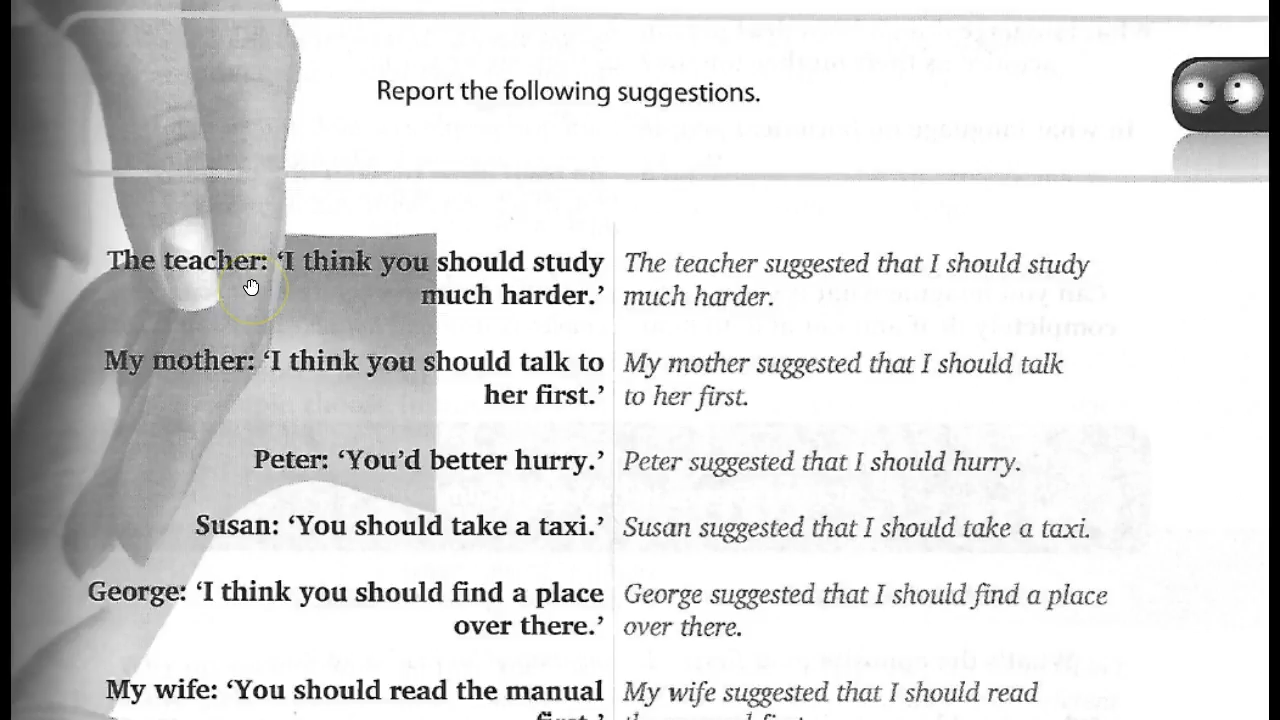 Report the following suggestions.
The teacher: ‘I think you should study
much harder.’
The teacher suggested that I should study
much harder.
My mother: ‘I think you should talk to
her first.’
My mother suggested that I should talk
to her first.
Peter: ‘You’d better hurry.’
Peter suggested that I should hurry.
Susan: ‘You should take a taxi.’
Susan suggested that I should take a taxi.
George: ‘I think you should find a place
over there.’
George suggested that I should find a place
over there.
My wife: ‘You should read the manual
first.’
My wife suggested that I should read